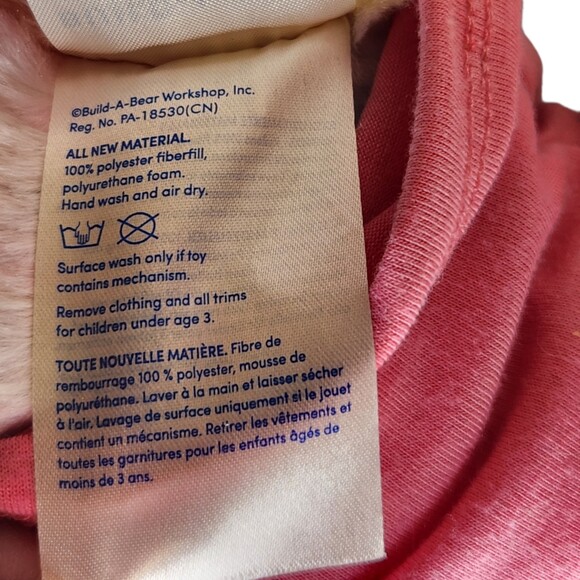 ©Build-A-Bear Workshop, Inc.
Reg. No. PA-18530(CN)
ALL NEW MATERIAL.
100% polyester fiberfill,
polyurethane foam.
Hand wash and air dry.
Surface wash only if toy
contains mechanism.
Remove clothing and all trims
for children under age 3.
TOUTE NOUVELLE MATIÈRE. Fibre de
rembourrage 100 % polyester, mousse de
polyuréthane. Laver à la main et laisser sécher
à l'air. Lavage de surface uniquement si le jouet
contient un mécanisme. Retirer les vêtements et
toutes les garnitures pour les enfants âgés de
moins de 3 ans.